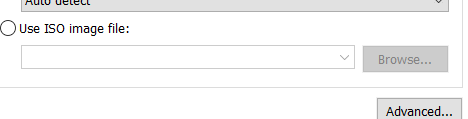 Auto detect
Use ISO image file:
Browse...
Advanced...